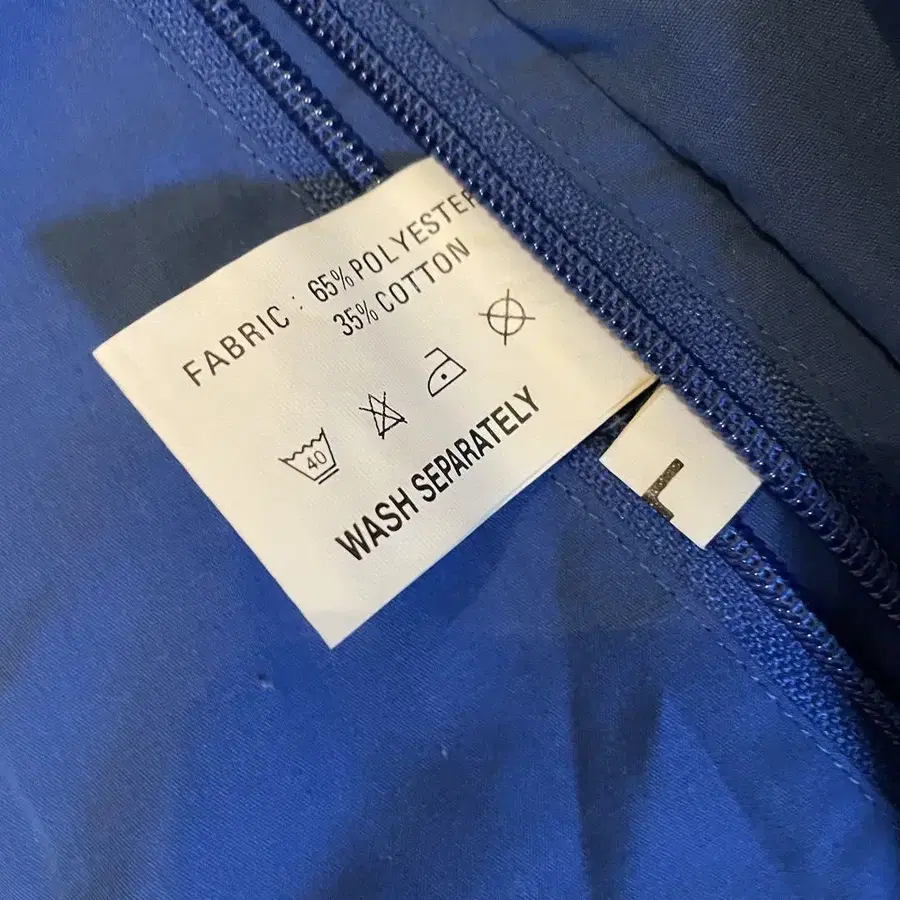 FABRIC : 65% POLYESTER
35% COTTON
40
WASH SEPARATELY
L